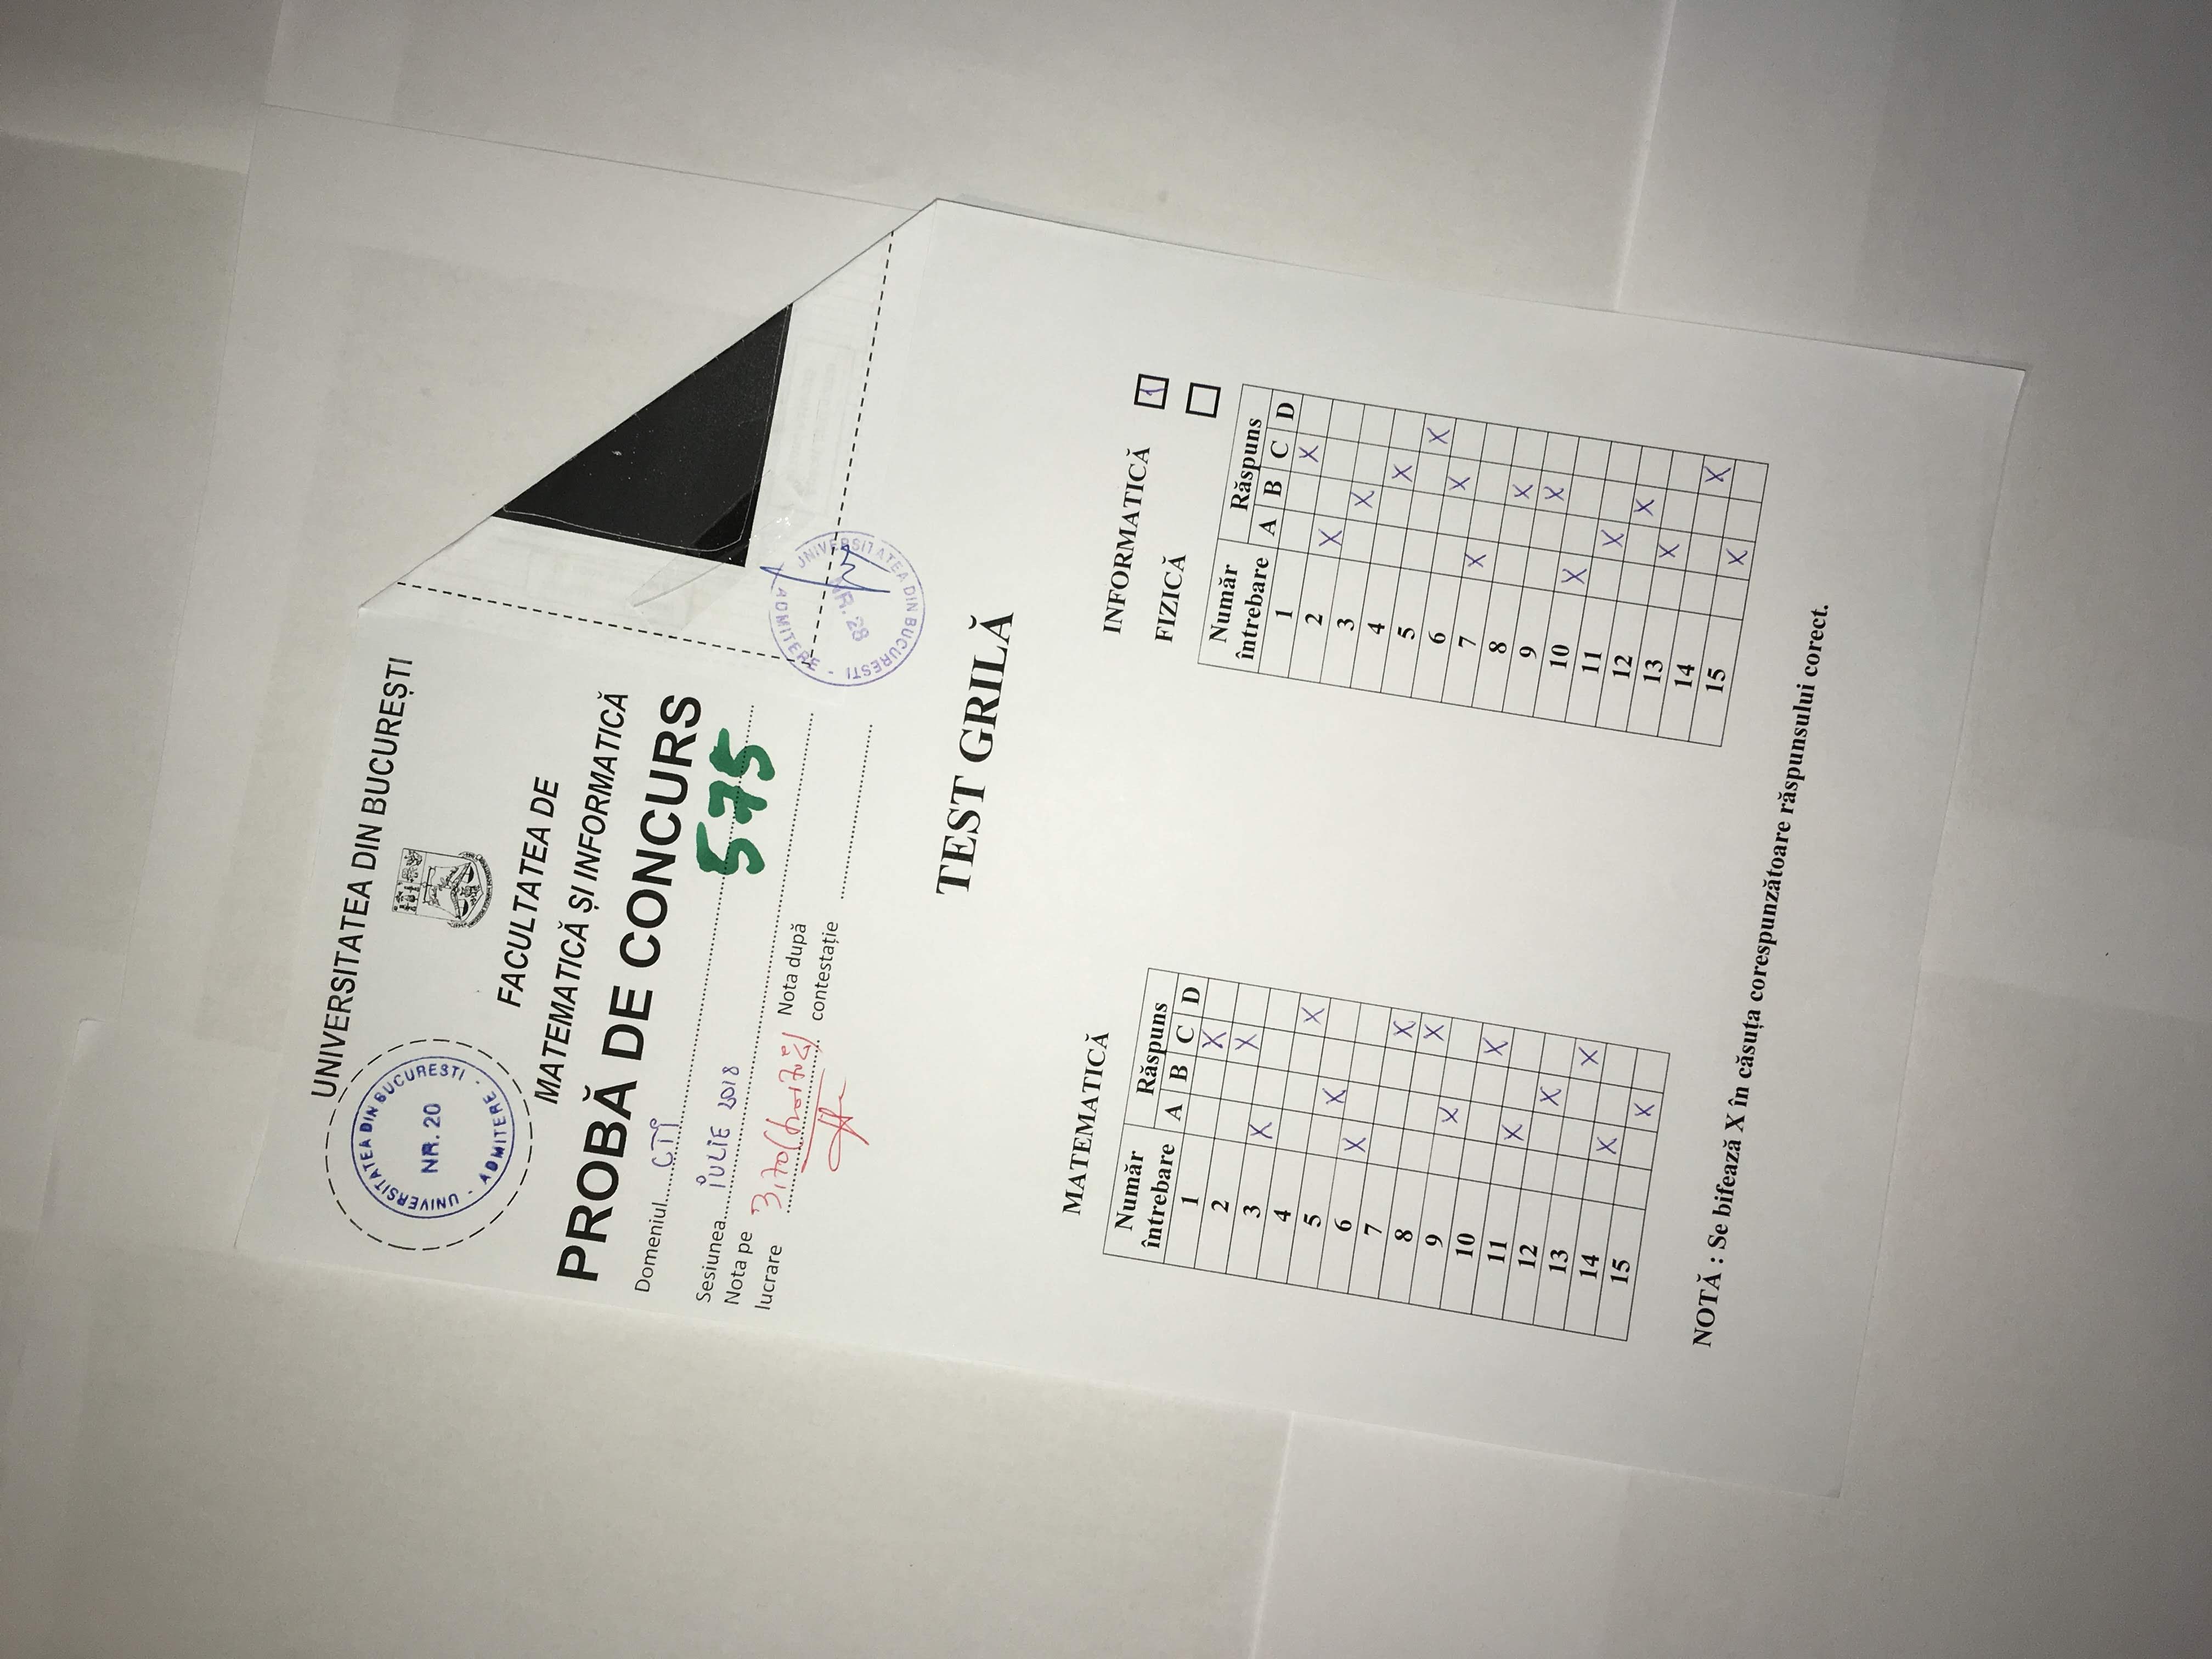 UNIVERSITATEA DIN BUCUREȘTI
· UNIVERSITATEA DIN BUCURESTI ·
NR. 20
ADMITERE
FACULTATEA DE
MATEMATICĂ ȘI INFORMATICĂ
PROBĂ DE CONCURS
Domeniul......CTI
575
Sesiunea....IULIE 2018
Nota pe
lucrare 3,70
Nota după
contestație
UNIVERSITATEA DIN BUCURESTI
NR. 28
ADMITERE
TEST GRILĂ
MATEMATICĂ
Număr
întrebare
Răspuns
A B C D
1 X
2 X
3 X
4 X
5 X
6 X
7 X
8 X
9 X
10 X
11 X
12 X
13 X
14 X
15 X
INFORMATICĂ 1
FIZICĂ
Număr
întrebare
Răspuns
A B C D
1 X
2 X
3 X
4 X
5 X
6 X
7 X
8 X
9 X
10 X
11 X
12 X
13 X
14 X
15 X
NOTĂ : Se bifează X în căsuța corespunzătoare răspunsului corect.